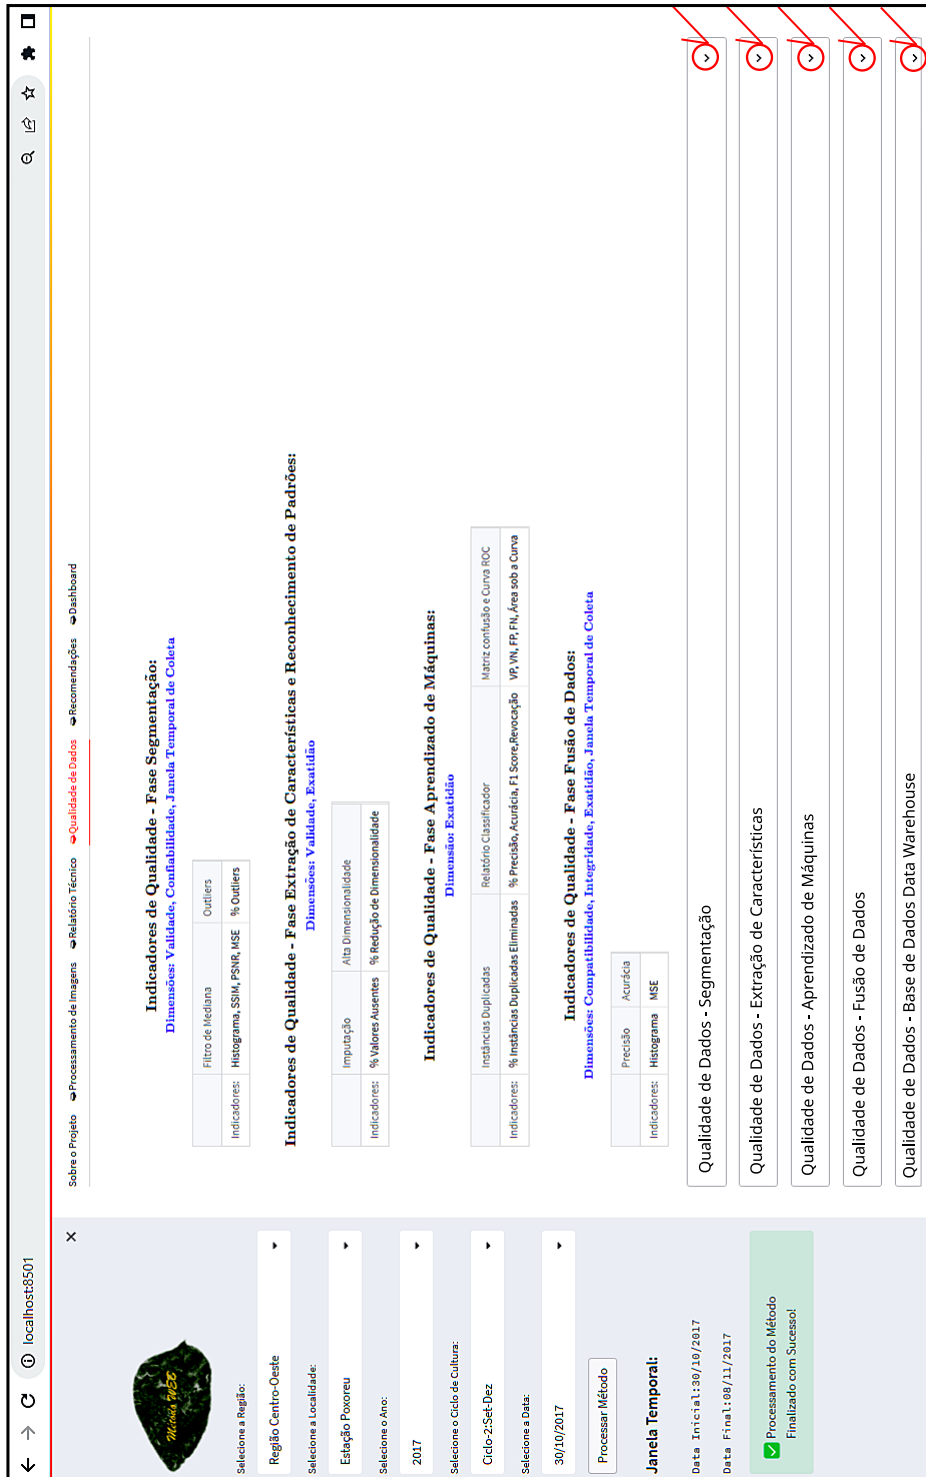 localhost:8501
Método WEB
Selecione a Região:
Região Centro-Oeste
Selecione a Localidade:
Estação Poxoreu
Selecione o Ano:
2017
Selecione o Ciclo de Cultura:
Ciclo-2:Set-Dez
Selecione a Data:
30/10/2017
Processar Método
Janela Temporal:
Data Inicial:30/10/2017
Data Final:08/11/2017
Processamento do Método
Finalizado com Sucesso!
Sobre o Projeto Processamento de Imagens Relatório Técnico Qualidade de Dados Recomendações Dashboard
Indicadores de Qualidade - Fase Segmentação:
Dimensões: Validade, Confiabilidade, Janela Temporal de Coleta
Filtro de Mediana Outliers
Indicadores: Histograma, SSIM, PSNR, MSE % Outliers
Indicadores de Qualidade - Fase Extração de Características e Reconhecimento de Padrões:
Dimensões: Validade, Exatidão
Imputação Alta Dimensionalidade
Indicadores: % Valores Ausentes % Redução de Dimensionalidade
Indicadores de Qualidade - Fase Aprendizado de Máquinas:
Dimensão: Exatidão
Instâncias Duplicadas Relatório Classificador Matriz confusão e Curva ROC
Indicadores: % Instâncias Duplicadas Eliminadas % Precisão, Acurácia, F1 Score,Revocação VP, VN, FP, FN, Área sob a Curva
Indicadores de Qualidade - Fase Fusão de Dados:
Dimensões: Compatibilidade, Integridade, Exatidão, Janela Temporal de Coleta
Precisão Acurácia
Indicadores: Histograma MSE
Qualidade de Dados - Segmentação
Qualidade de Dados - Extração de Características
Qualidade de Dados - Aprendizado de Máquinas
Qualidade de Dados - Fusão de Dados
Qualidade de Dados - Base de Dados Data Warehouse